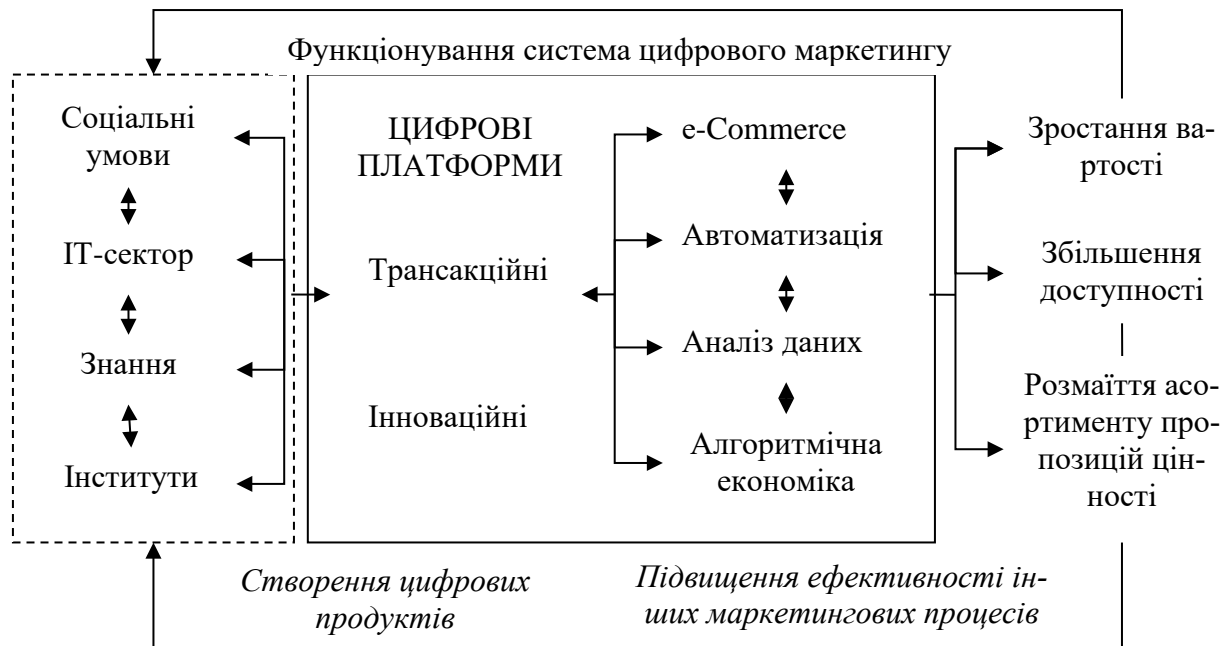 Функціонування система цифрового маркетингу
Соціальні
умови
ІТ-сектор
Знання
Інститути
ЦИФРОВІ
ПЛАТФОРМИ
Трансакційні
Інноваційні
e-Commerce
Автоматизація
Аналіз даних
Алгоритмічна
економіка
Зростання ва-
ртості
Збільшення
доступності
Розмаїття асо-
ртименту про-
позицій цін-
ності
Створення цифрових
продуктів
Підвищення ефективності ін-
ших маркетингових процесів